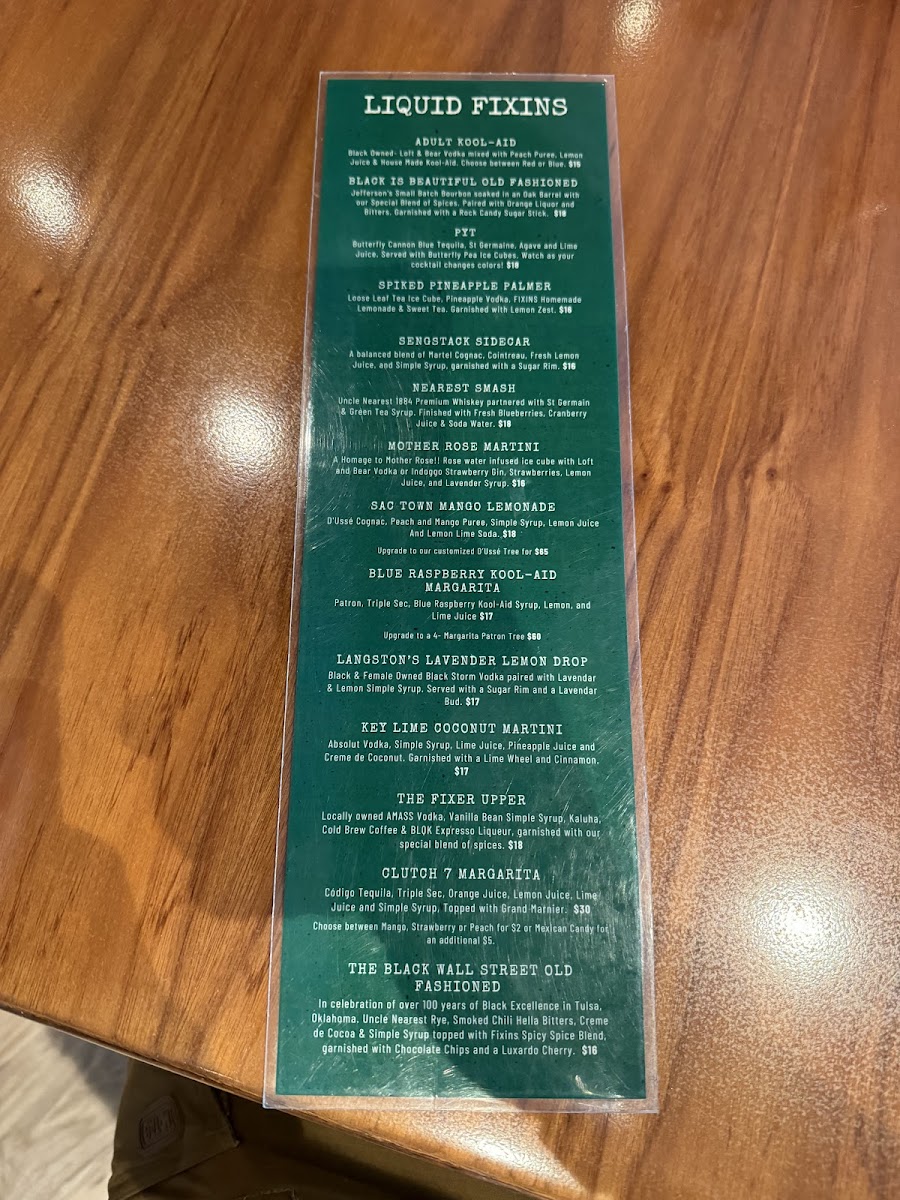 LIQUID FIXINS
ADULT KOOL-AID
Black Owned- Loft & Bear Vodka mixed with Peach Puree, Lemon
Juice & House Made Kool-Aid. Choose between Red or Blue. $15
BLACK IS BEAUTIFUL OLD FASHIONED
Jefferson's Small Batch Bourbon soaked in an Oak Barrel with
our Special Blend of Spices. Paired with Orange Liquor and
Bitters. Garnished with a Rock Candy Sugar Stick. $18
PYT
Butterfly Cannon Blue Tequila, St Germaine, Agave and Lime
Juice. Served with Butterfly Pea Ice Cubes. Watch as your
cocktail changes colors! $18
SPIKED PINEAPPLE PALMER
Loose Leaf Tea Ice Cube, Pineapple Vodka, FIXINS Homemade
Lemonade & Sweet Tea. Garnished with Lemon Zest. $16
SENGSTACK SIDECAR
A balanced blend of Martel Cognac, Cointreau, Fresh Lemon
Juice, and Simple Syrup, garnished with a Sugar Rim. $16
NEAREST SMASH
Uncle Nearest 1884 Premium Whiskey partnered with St Germain
& Green Tea Syrup. Finished with Fresh Blueberries, Cranberry
Juice & Soda Water. $18
MOTHER ROSE MARTINI
A Homage to Mother Rose!! Rose water infused ice cube with Loft
and Bear Vodka or Indoggo Strawberry Gin, Strawberries, Lemon
Juice, and Lavender Syrup. $16
SAC TOWN MANGO LEMONADE
D'Ussé Cognac, Peach and Mango Puree, Simple Syrup, Lemon Juice
And Lemon Lime Soda. $18
Upgrade to our customized D'Ussé Tree for $65
BLUE RASPBERRY KOOL-AID
MARGARITA
Patron, Triple Sec, Blue Raspberry Kool-Aid Syrup, Lemon, and
Lime Juice $17
Upgrade to a 4- Margarita Patron Tree $60
LANGSTON'S LAVENDER LEMON DROP
Black & Female Owned Black Storm Vodka paired with Lavendar
& Lemon Simple Syrup. Served with a Sugar Rim and a Lavendar
Bud. $17
KEY LIME COCONUT MARTINI
Absolut Vodka, Simple Syrup, Lime Juice, Pineapple Juice and
Creme de Coconut. Garnished with a Lime Wheel and Cinnamon.
$17
THE FIXER UPPER
Locally owned AMASS Vodka, Vanilla Bean Simple Syrup, Kaluha,
Cold Brew Coffee & BLQK Expresso Liqueur, garnished with our
special blend of spices. $18
CLUTCH 7 MARGARITA
Código Tequila, Triple Sec, Orange Juice, Lemon Juice, Lime
Juice and Simple Syrup, Topped with Grand Marnier. $30
Choose between Mango, Strawberry or Peach for $2 or Mexican Candy for
an additional $5.
THE BLACK WALL STREET OLD
FASHIONED
In celebration of over 100 years of Black Excellence in Tulsa,
Oklahoma. Uncle Nearest Rye, Smoked Chili Hella Bitters, Creme
de Cocoa & Simple Syrup topped with Fixins Spicy Spice Blend,
garnished with Chocolate Chips and a Luxardo Cherry. $16